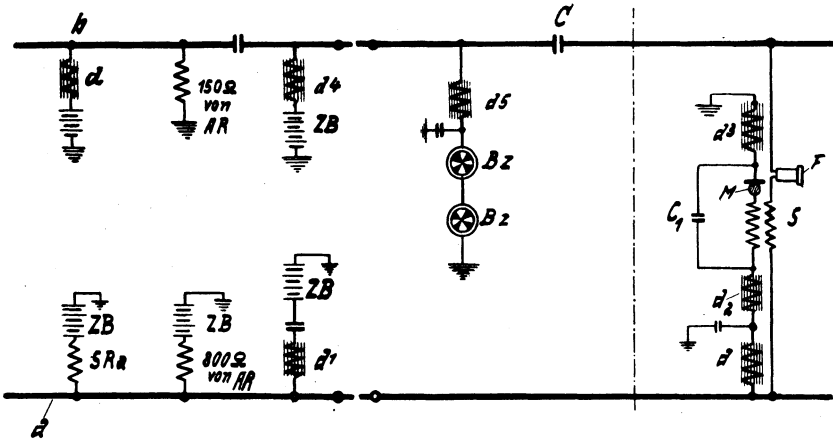 b
C
d
150Ω
von
AR
d4
ZB
d5
Bz
Bz
d3
F
M
C1
S
ZB
SRa
ZB
800Ω
von AR
ZB
d1
d2
d
a